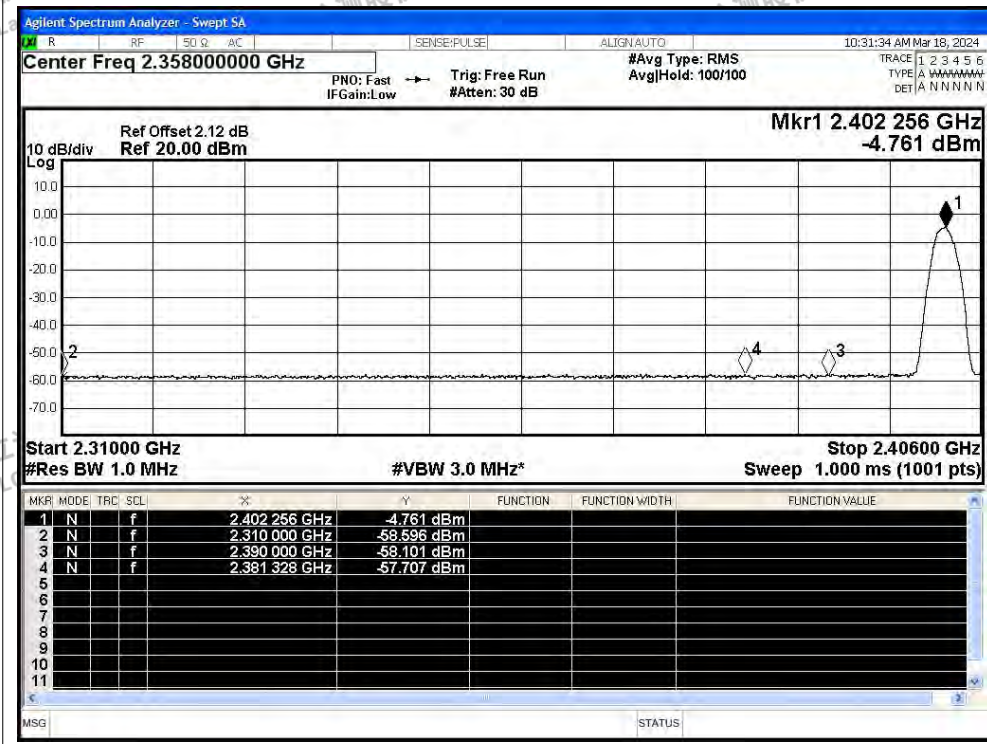 Agilent Spectrum Analyzer - Swept SA
R RF 50 Ω AC SENSE:PULSE ALIGN AUTO 10:31:34 AM Mar 18, 2024
Center Freq 2.358000000 GHz #Avg Type: RMS TRACE 1 2 3 4 5 6
PNO: Fast Trig: Free Run Avg|Hold: 100/100 TYPE A WWWWW
IFGain:Low #Atten: 30 dB DET A N N N N N
Mkr1 2.402 256 GHz
Ref Offset 2.12 dB
10 dB/div Ref 20.00 dBm -4.761 dBm
Log
10.0
0.00
-10.0
-20.0
-30.0
-40.0
-50.0
-60.0
-70.0
1
2
4
3
Start 2.31000 GHz Stop 2.40600 GHz
#Res BW 1.0 MHz #VBW 3.0 MHz* Sweep 1.000 ms (1001 pts)
MKR MODE TRC SCL X Y FUNCTION FUNCTION WIDTH FUNCTION VALUE
1 N f 2.402 256 GHz -4.761 dBm
2 N f 2.310 000 GHz -58.596 dBm
3 N f 2.390 000 GHz -58.101 dBm
4 N f 2.381 328 GHz -57.707 dBm
5
6
7
8
9
10
11
MSG STATUS